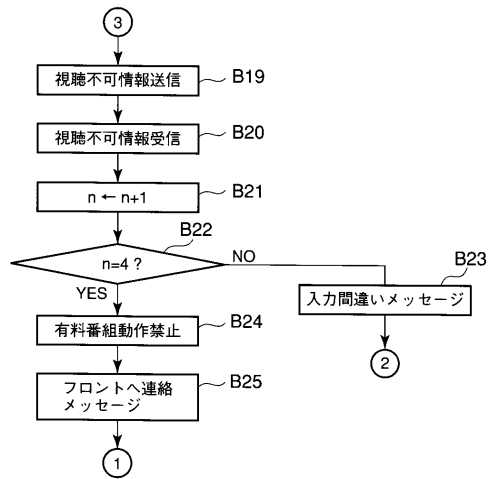 3
視聴不可情報送信
B19
視聴不可情報受信
B20
n ← n+1
B21
B22
n=4 ?
NO
YES
B23
入力間違いメッセージ
2
有料番組動作禁止
B24
フロントへ連絡
メッセージ
B25
1